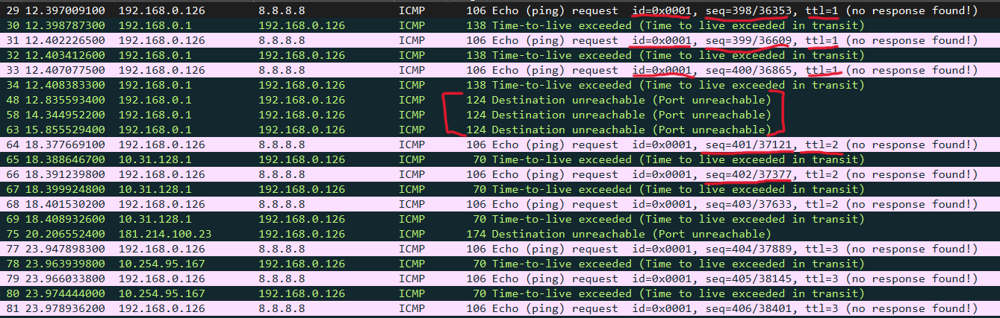 29 12.397009100 192.168.0.126 8.8.8.8 ICMP 106 Echo (ping) request id=0x0001, seq=398/36353, ttl=1 (no response found!)
30 12.398787300 192.168.0.1 192.168.0.126 ICMP 138 Time-to-live exceeded (Time to live exceeded in transit)
31 12.402226500 192.168.0.126 8.8.8.8 ICMP 106 Echo (ping) request id=0x0001, seq=399/36609, ttl=1 (no response found!)
32 12.403412600 192.168.0.1 192.168.0.126 ICMP 138 Time-to-live exceeded (Time to live exceeded in transit)
33 12.407077500 192.168.0.126 8.8.8.8 ICMP 106 Echo (ping) request id=0x0001, seq=400/36865, ttl=1 (no response found!)
34 12.408383300 192.168.0.1 192.168.0.126 ICMP 138 Time-to-live exceeded (Time to live exceeded in transit)
48 12.835593400 192.168.0.1 192.168.0.126 ICMP 124 Destination unreachable (Port unreachable)
58 14.344952200 192.168.0.1 192.168.0.126 ICMP 124 Destination unreachable (Port unreachable)
63 15.855529400 192.168.0.1 192.168.0.126 ICMP 124 Destination unreachable (Port unreachable)
64 18.377669100 192.168.0.126 8.8.8.8 ICMP 106 Echo (ping) request id=0x0001, seq=401/37121, ttl=2 (no response found!)
65 18.388646700 10.31.128.1 192.168.0.126 ICMP 70 Time-to-live exceeded (Time to live exceeded in transit)
66 18.391239800 192.168.0.126 8.8.8.8 ICMP 106 Echo (ping) request id=0x0001, seq=402/37377, ttl=2 (no response found!)
67 18.399924800 10.31.128.1 192.168.0.126 ICMP 70 Time-to-live exceeded (Time to live exceeded in transit)
68 18.401530200 192.168.0.126 8.8.8.8 ICMP 106 Echo (ping) request id=0x0001, seq=403/37633, ttl=2 (no response found!)
69 18.408932600 10.31.128.1 192.168.0.126 ICMP 70 Time-to-live exceeded (Time to live exceeded in transit)
75 20.206552400 181.214.100.23 192.168.0.126 ICMP 174 Destination unreachable (Port unreachable)
77 23.947898300 192.168.0.126 8.8.8.8 ICMP 106 Echo (ping) request id=0x0001, seq=404/37889, ttl=3 (no response found!)
78 23.963939800 10.254.95.167 192.168.0.126 ICMP 70 Time-to-live exceeded (Time to live exceeded in transit)
79 23.966033800 192.168.0.126 8.8.8.8 ICMP 106 Echo (ping) request id=0x0001, seq=405/38145, ttl=3 (no response found!)
80 23.974444000 10.254.95.167 192.168.0.126 ICMP 70 Time-to-live exceeded (Time to live exceeded in transit)
81 23.978936200 192.168.0.126 8.8.8.8 ICMP 106 Echo (ping) request id=0x0001, seq=406/38401, ttl=3 (no response found!)